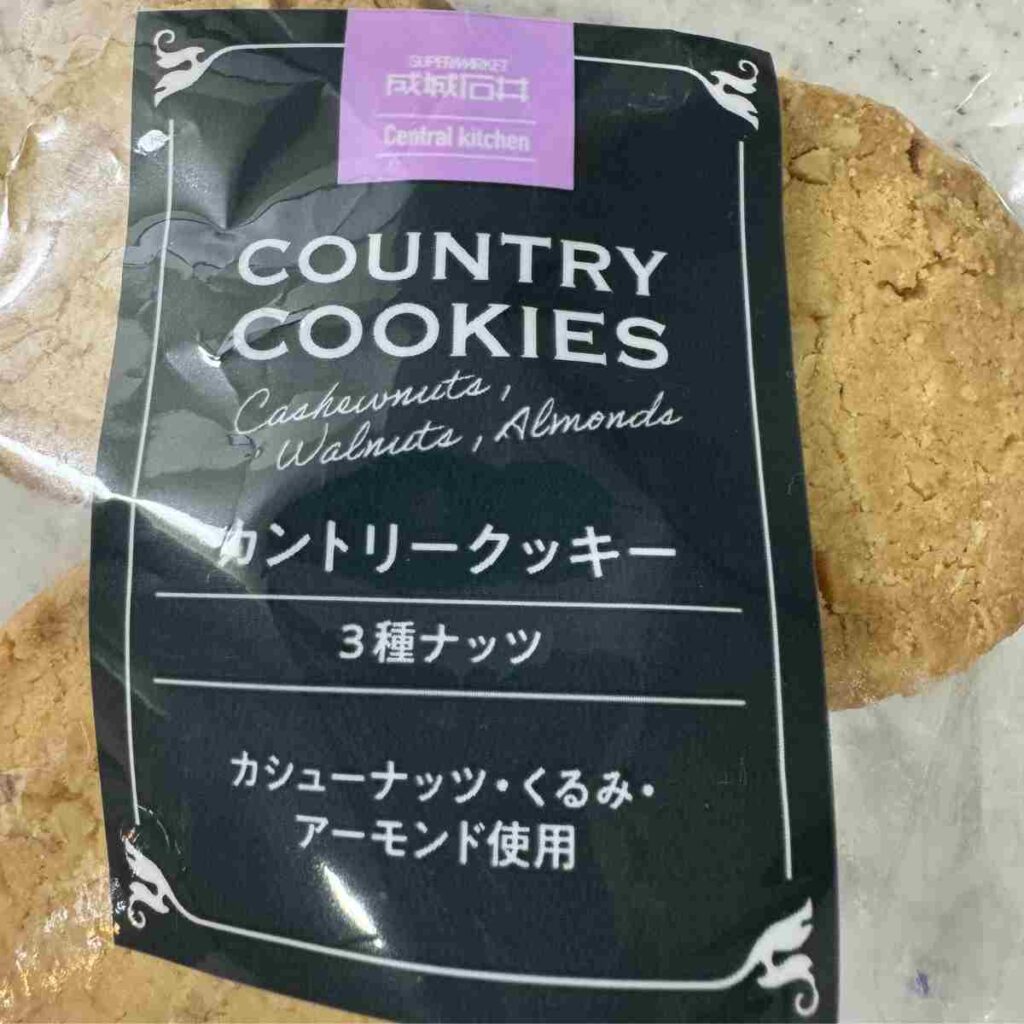 SUPERMARKET
成城石井
Central kitchen
COUNTRY
COOKIES
Cashewnuts,
Walnuts, Almonds
カントリークッキー
3種ナッツ
カシューナッツ・くるみ・
アーモンド使用